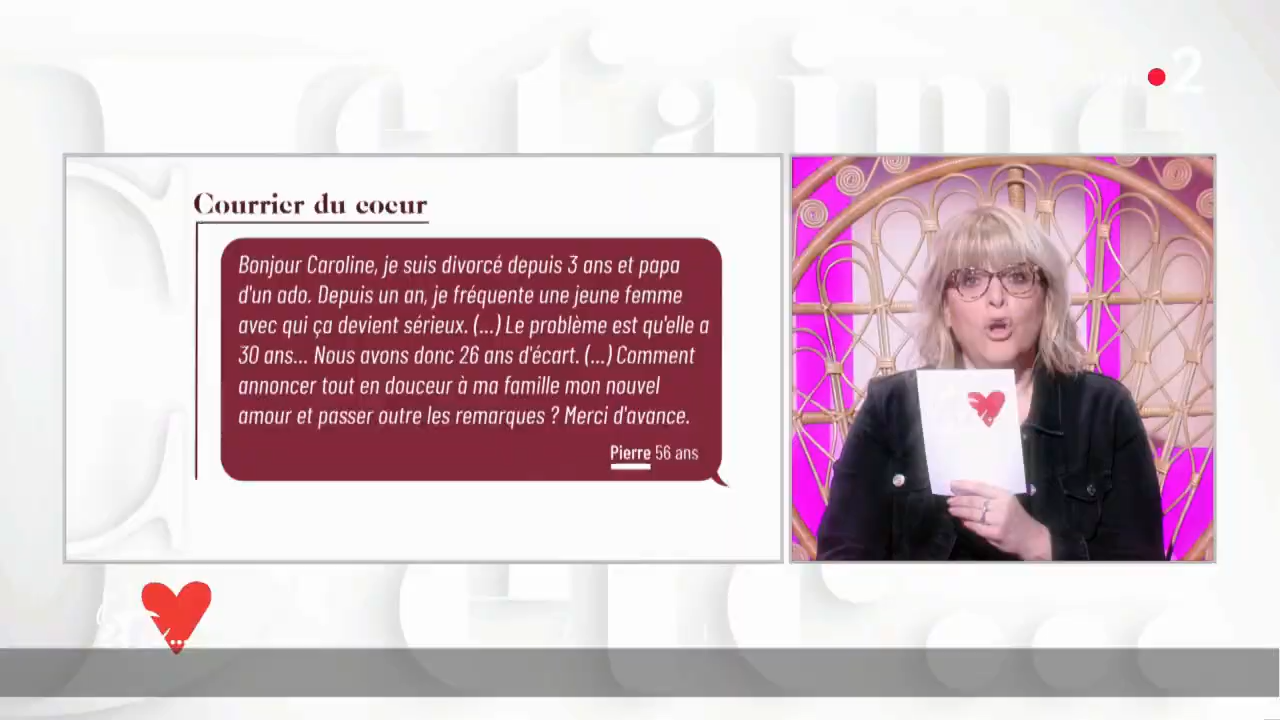 2
Courrier du coeur
Bonjour Caroline, je suis divorcé depuis 3 ans et papa
d'un ado. Depuis un an, je fréquente une jeune femme
avec qui ça devient sérieux. (...) Le problème est qu'elle a
30 ans... Nous avons donc 26 ans d'écart. (...) Comment
annoncer tout en douceur à ma famille mon nouvel
amour et passer outre les remarques ? Merci d'avance.
Pierre 56 ans